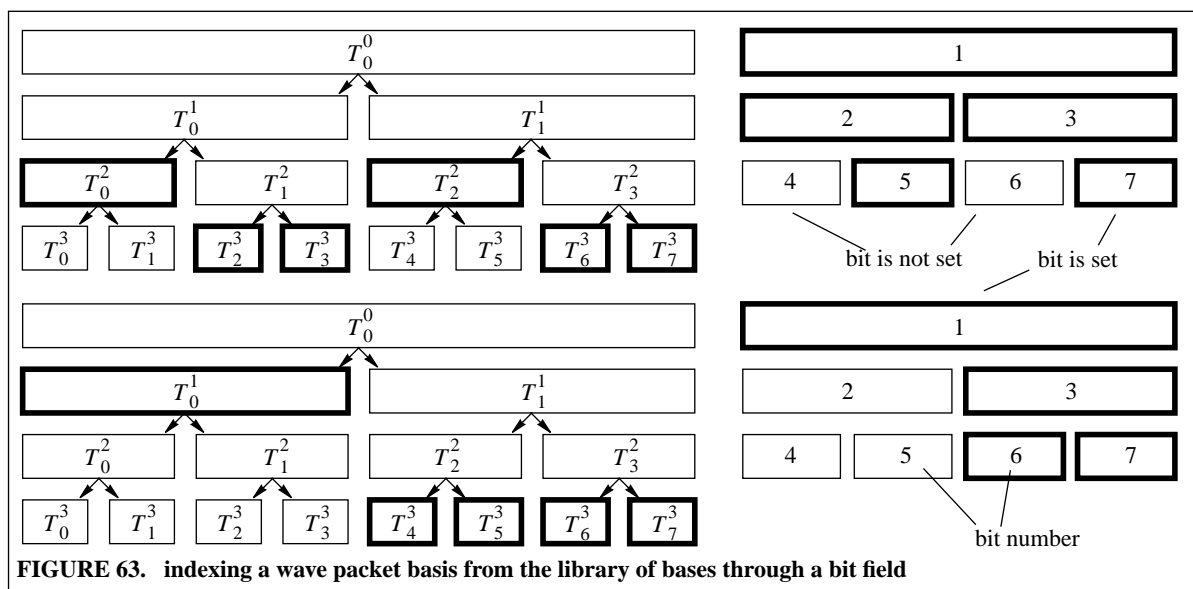 T_0^0 1
T_0^1 T_1^1 2 3
T_0^2 T_1^2 T_2^2 T_3^2 4 5 6 7
T_0^3 T_1^3 T_2^3 T_3^3 T_4^3 T_5^3 T_6^3 T_7^3
bit is not set bit is set
T_0^0 1
T_0^1 T_1^1 2 3
T_0^2 T_1^2 T_2^2 T_3^2 4 5 6 7
T_0^3 T_1^3 T_2^3 T_3^3 T_4^3 T_5^3 T_6^3 T_7^3
bit number
FIGURE 63. indexing a wave packet basis from the library of bases through a bit field